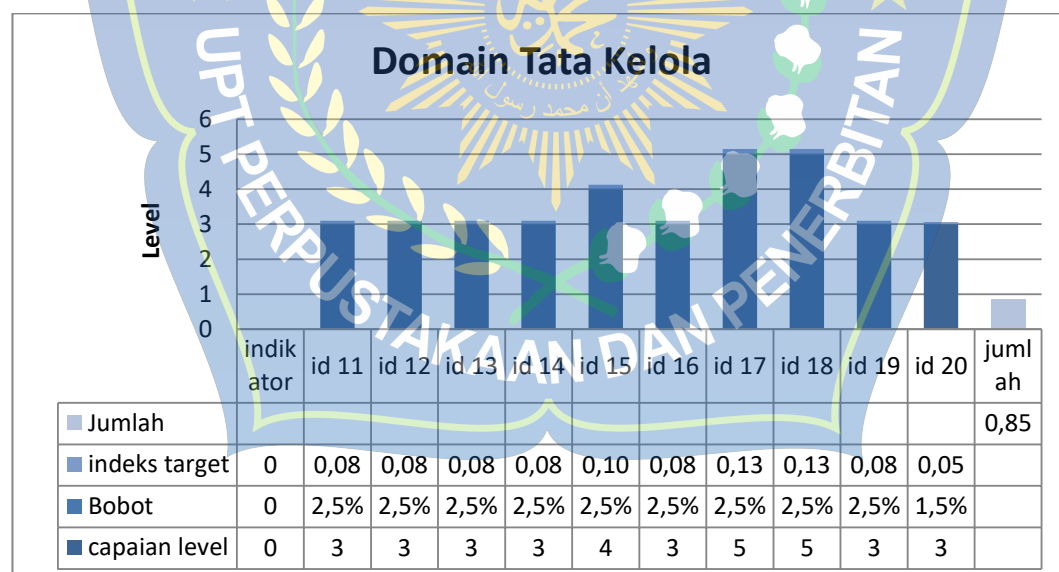 Domain Tata Kelola
6
5
4
3
2
1
0
Level
indik ator id 11 id 12 id 13 id 14 id 15 id 16 id 17 id 18 id 19 id 20 juml ah
Jumlah 0,85
indeks target 0 0,08 0,08 0,08 0,08 0,10 0,08 0,13 0,13 0,08 0,05
Bobot 0 2,5% 2,5% 2,5% 2,5% 2,5% 2,5% 2,5% 2,5% 2,5% 1,5%
capaian level 0 3 3 3 3 4 3 5 5 3 3
UPT PERPUSTAKAAN DAN PENERBITAN